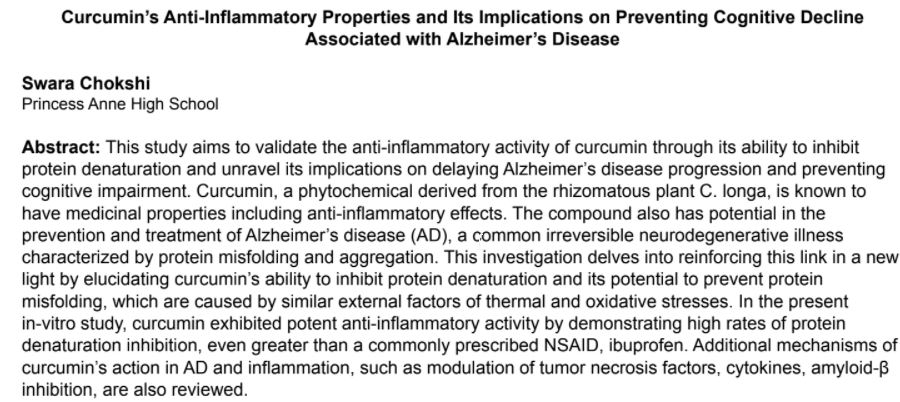 Curcumin’s Anti-Inflammatory Properties and Its Implications on Preventing Cognitive Decline
Associated with Alzheimer’s Disease
Swara Chokshi
Princess Anne High School
Abstract: This study aims to validate the anti-inflammatory activity of curcumin through its ability to inhibit
protein denaturation and unravel its implications on delaying Alzheimer’s disease progression and preventing
cognitive impairment. Curcumin, a phytochemical derived from the rhizomatous plant C. longa, is known to
have medicinal properties including anti-inflammatory effects. The compound also has potential in the
prevention and treatment of Alzheimer’s disease (AD), a common irreversible neurodegenerative illness
characterized by protein misfolding and aggregation. This investigation delves into reinforcing this link in a new
light by elucidating curcumin’s ability to inhibit protein denaturation and its potential to prevent protein
misfolding, which are caused by similar external factors of thermal and oxidative stresses. In the present
in-vitro study, curcumin exhibited potent anti-inflammatory activity by demonstrating high rates of protein
denaturation inhibition, even greater than a commonly prescribed NSAID, ibuprofen. Additional mechanisms of
curcumin’s action in AD and inflammation, such as modulation of tumor necrosis factors, cytokines, amyloid-β
inhibition, are also reviewed.